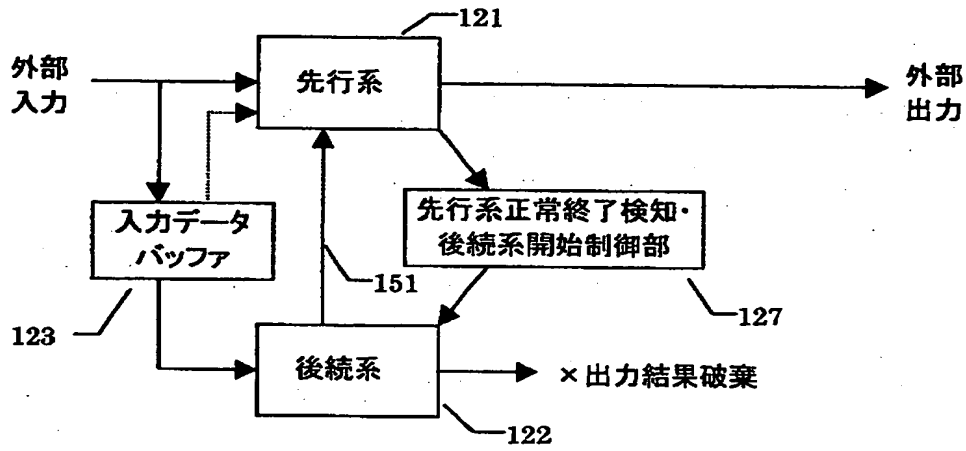 121
外部
入力
先行系
外部
出力
入力データ
バッファ
先行系正常終了検知・
後続系開始制御部
151
123
127
後続系
×出力結果破棄
122